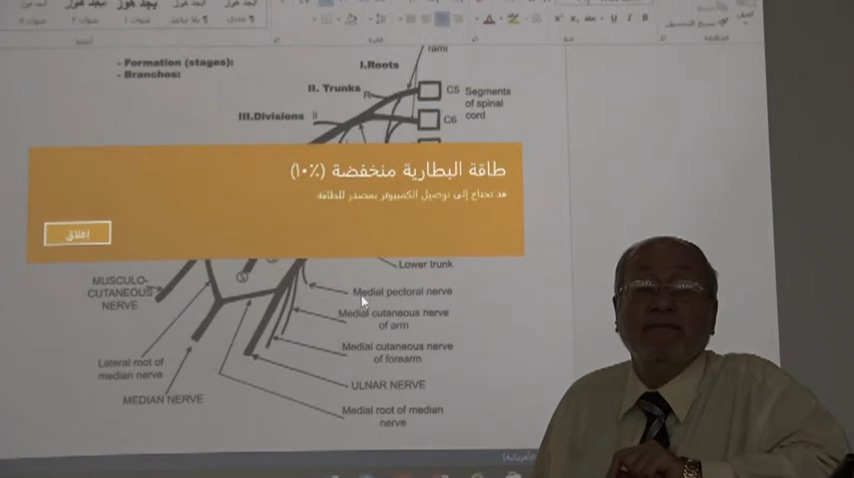 - Formation (stages):
- Branches:
I.Roots
rami
II. Trunks
C5
Segments
of spinal
cord
III.Divisions
C6
طاقة البطارية منخفضة (١٠٪)
قد تحتاج إلى توصيل الكمبيوتر بمصدر للطاقة.
إغلاق
Lower trunk
MUSCULO-
CUTANEOUS
NERVE
Medial pectoral nerve
Medial cutaneous nerve
of arm
Medial cutaneous nerve
of forearm
Lateral root of
median nerve
ULNAR NERVE
MEDIAN NERVE
Medial root of median
nerve